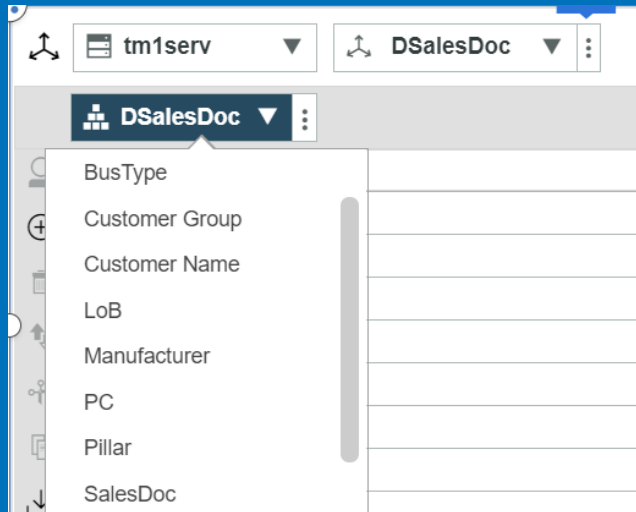 tm1serv
DSalesDoc
DSalesDoc
BusType
Customer Group
Customer Name
LoB
Manufacturer
PC
Pillar
SalesDoc